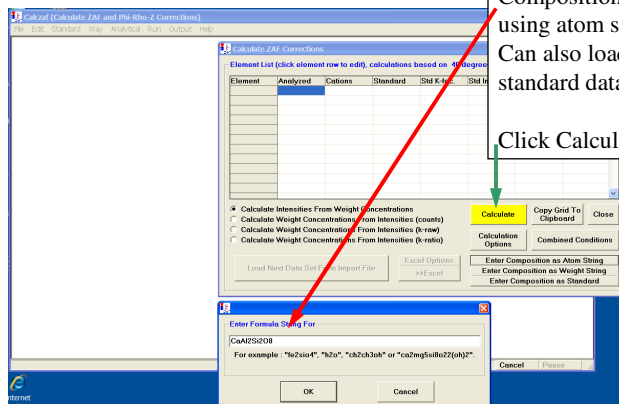 Composition
using atom s
Can also loa
standard data
Click Calcul
Calczaf (Calculate ZAF and Phi-Rho-Z Corrections)
File Edit Standard Xray Analytical Run Output Help
Calculate ZAF Corrections
Element List (click element row to edit), calculations based on 40 degree
Element Analyzed Cations Standard Std K-fac. Std In
Calculate Intensities From Weight Concentrations
Calculate Weight Concentrations From Intensities (counts)
Calculate Weight Concentrations From Intensities (k-raw)
Calculate Weight Concentrations From Intensities (k-ratio)
Calculate
Copy Grid To Clipboard
Close
Calculation Options
Combined Conditions
Load Next Data Set From Import File
Excel Options
>>Excel
Enter Composition as Atom String
Enter Composition as Weight String
Enter Composition as Standard
Enter Formula String For
CaAl2Si2O8
For example : "fe2sio4", "h2o", "ch2ch3oh" or "ca2mg5si8o22(oh)2".
OK
Cancel
Cancel
Pause
nternet